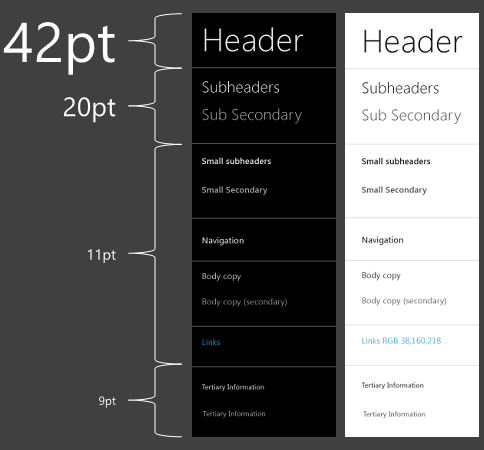 42pt
Header
Header
20pt
Subheaders
Subheaders
Sub Secondary
Sub Secondary
11pt
Small subheaders
Small subheaders
Small Secondary
Small Secondary
Navigation
Navigation
Body copy
Body copy
Body copy (secondary)
Body copy (secondary)
Links
Links RGB 38,160,218
9pt
Tertiary Information
Tertiary Information
Tertiary Information
Tertiary Information